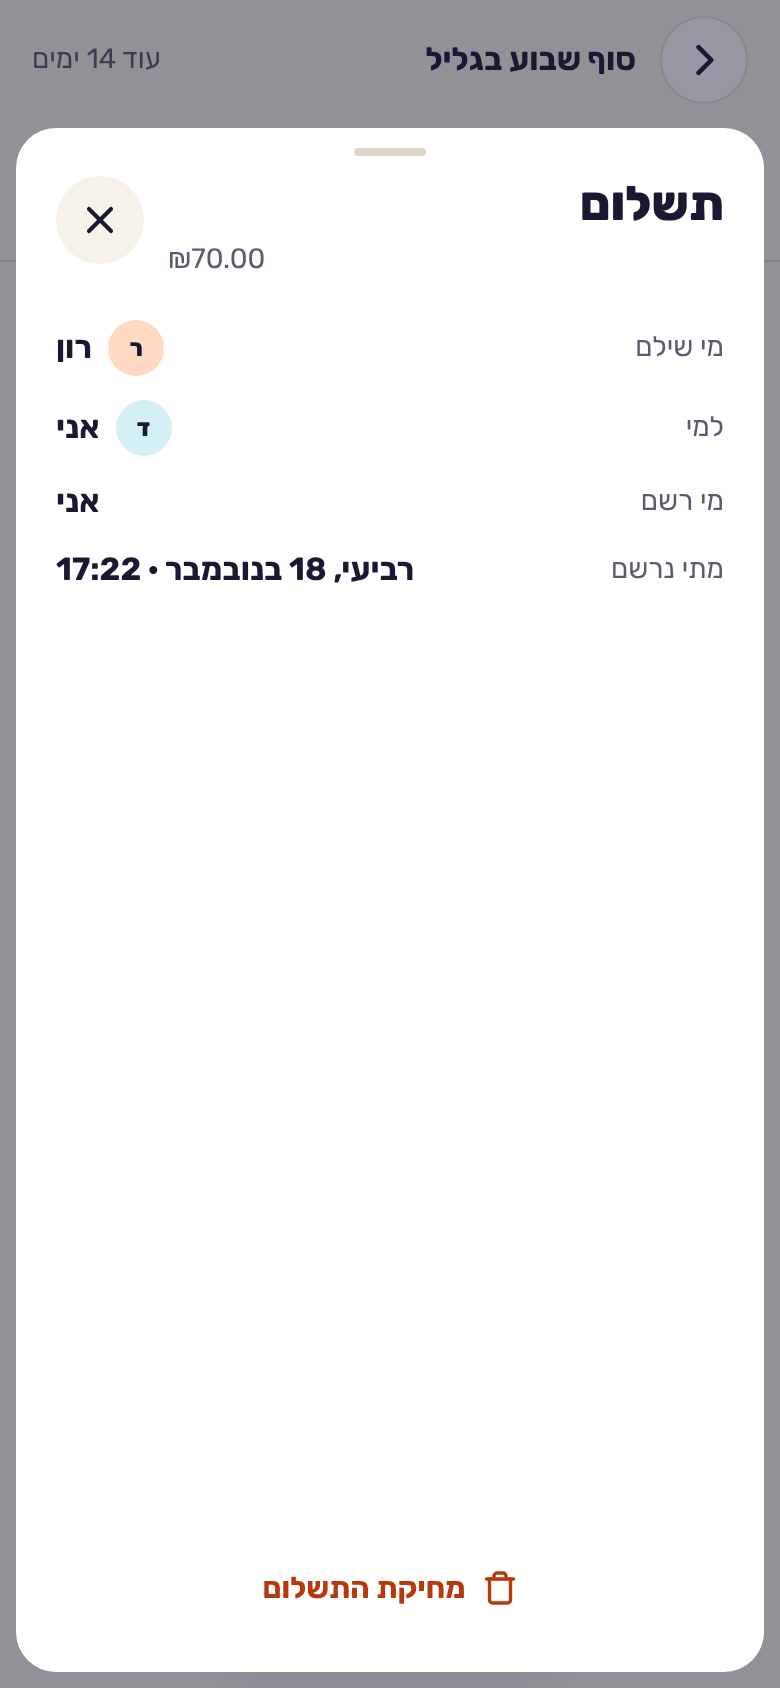 סוף שבוע בגליל
עוד 14 ימים
תשלום
₪70.00
מי שילם
ר רון
למי
ד אני
מי רשם
אני
מתי נרשם
רביעי, 18 בנובמבר • 17:22
מחיקת התשלום